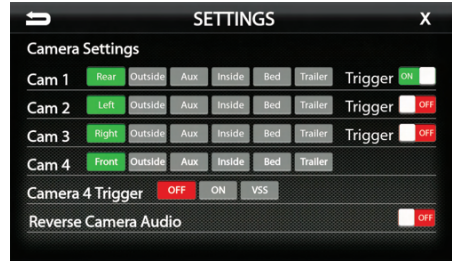 SETTINGS X
Camera Settings
Cam 1 Rear Outside Aux Inside Bed Trailer Trigger ON
Cam 2 Left Outside Aux Inside Bed Trailer Trigger OFF
Cam 3 Right Outside Aux Inside Bed Trailer Trigger OFF
Cam 4 Front Outside Aux Inside Bed Trailer
Camera 4 Trigger OFF ON VSS
Reverse Camera Audio OFF